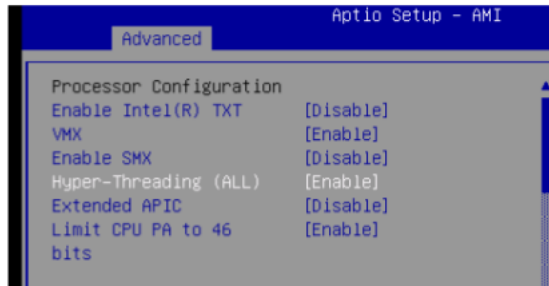 Aptio Setup - AMI
Advanced
Processor Configuration
Enable Intel(R) TXT [Disable]
VMX [Enable]
Enable SMX [Disable]
Hyper-Threading (ALL) [Enable]
Extended APIC [Disable]
Limit CPU PA to 46 [Enable]
bits